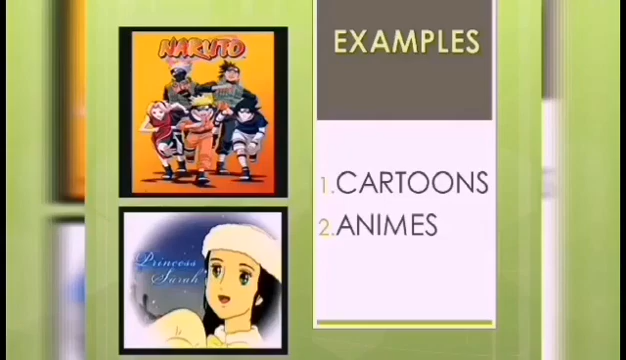 NARUTO
Princess
Sarah
EXAMPLES
1.CARTOONS
2.ANIMES